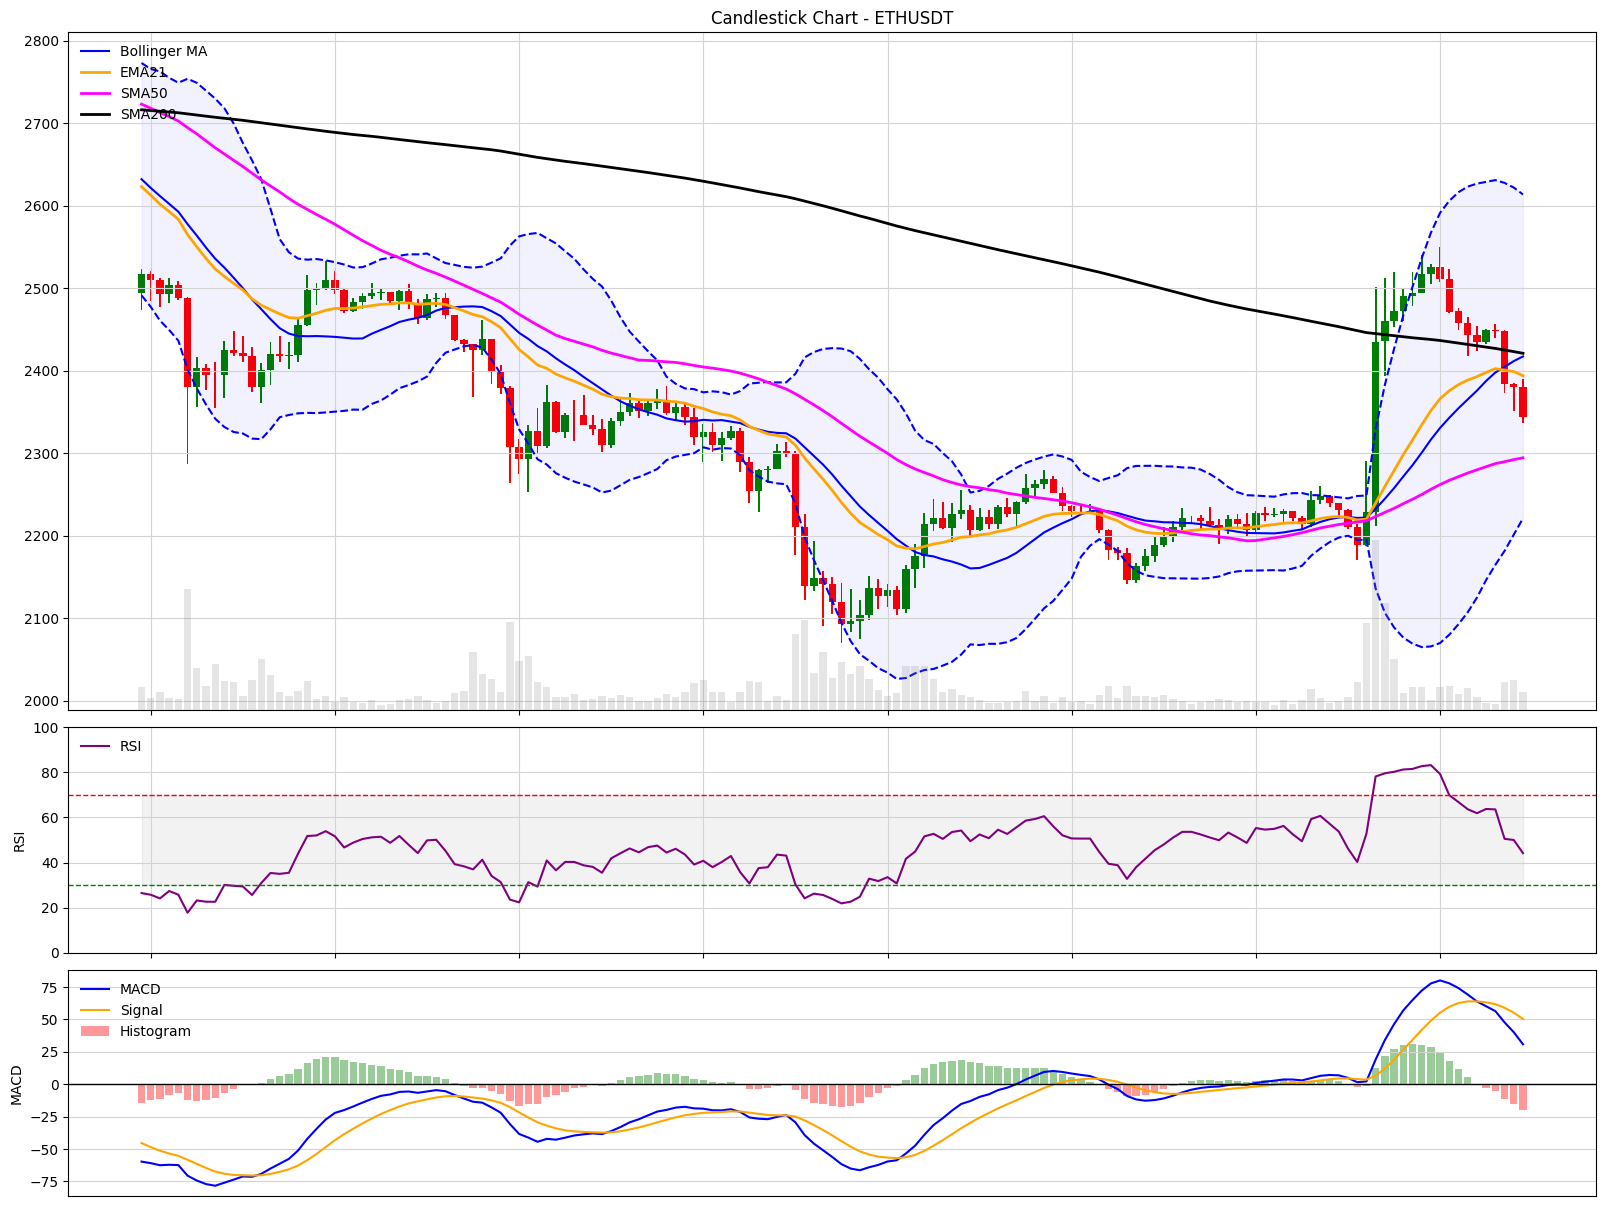 Candlestick Chart - ETHUSDT
2800
2700
2600
2500
2400
2300
2200
2100
2000
Bollinger MA
EMA21
SMA50
SMA200
100
80
60
40
20
0
RSI
RSI
75
50
25
0
−25
−50
−75
MACD
MACD
Signal
Histogram